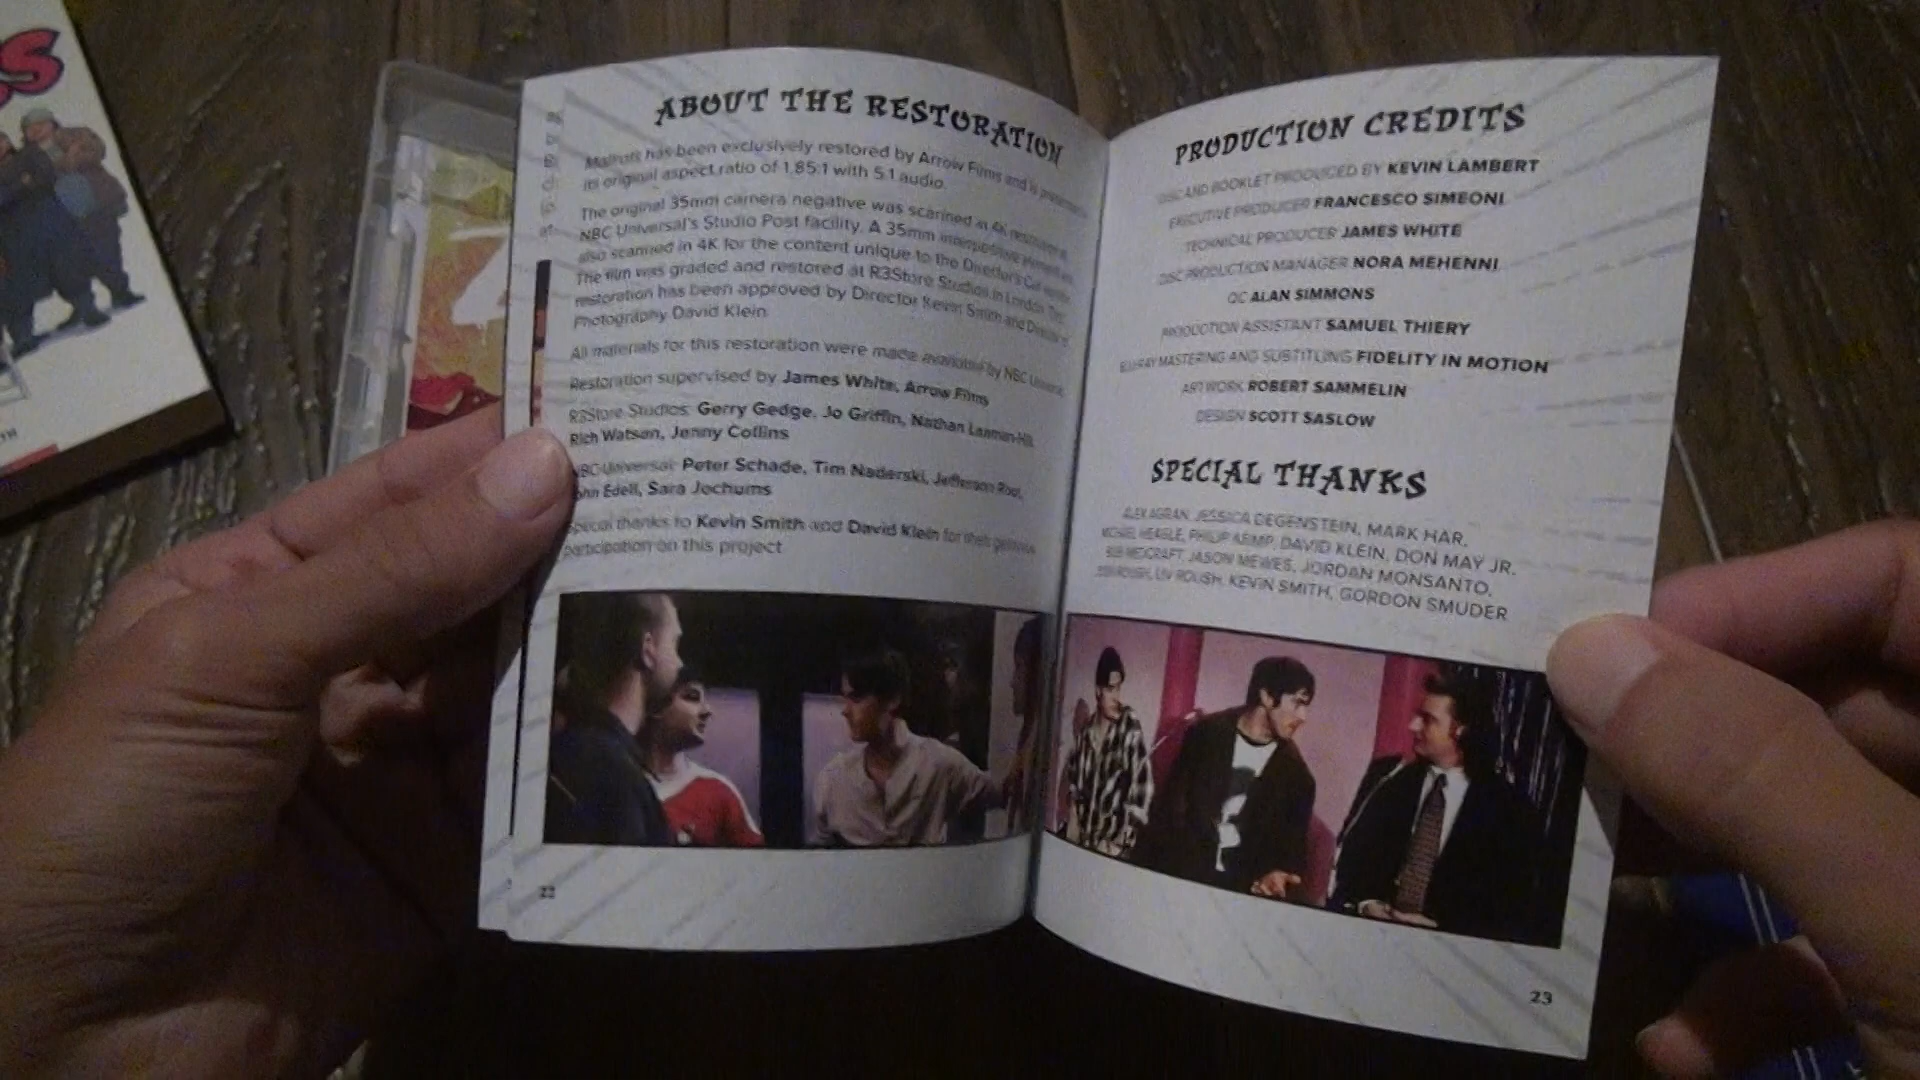 S
ABOUT THE RESTORATION
Mallrats has been exclusively restored by Arrow Films and is presented in
its original aspect ratio of 1.85:1 with 5.1 audio.
The original 35mm camera negative was scanned in 4K resolution at
NBC Universal's Studio Post facility. A 35mm interpositive element was
also scanned in 4K for the content unique to the Director's Cut version.
The film was graded and restored at R3Store Studios in London. This
restoration has been approved by Director Kevin Smith and Director of
Photography David Klein.
All materials for this restoration were made available by NBC Universal.
Restoration supervised by James White, Arrow Films
R3Store Studios: Gerry Gedge, Jo Griffin, Nathan Leaman-Hill,
Rich Watson, Jenny Collins
NBC Universal: Peter Schade, Tim Naderski, Jefferson Root,
John Edell, Sara Jochums
Special thanks to Kevin Smith and David Klein for their generous
participation on this project
22
PRODUCTION CREDITS
DISC AND BOOKLET PRODUCED BY KEVIN LAMBERT
EXECUTIVE PRODUCER FRANCESCO SIMEONI
TECHNICAL PRODUCER JAMES WHITE
DISC PRODUCTION MANAGER NORA MEHENNI
QC ALAN SIMMONS
PRODUCTION ASSISTANT SAMUEL THIERY
BLU-RAY MASTERING AND SUBTITLING FIDELITY IN MOTION
ARTWORK ROBERT SAMMELIN
DESIGN SCOTT SASLOW
SPECIAL THANKS
ALEX AGRAN, JESSICA DEGENSTEIN, MARK HAR,
MICHAEL HEAGLE, PHILIP KEMP, DAVID KLEIN, DON MAY JR.
BOB MEDCRAFT, JASON MEWES, JORDAN MONSANTO,
ROUSH, LIV ROUSH, KEVIN SMITH, GORDON SMUDER
23